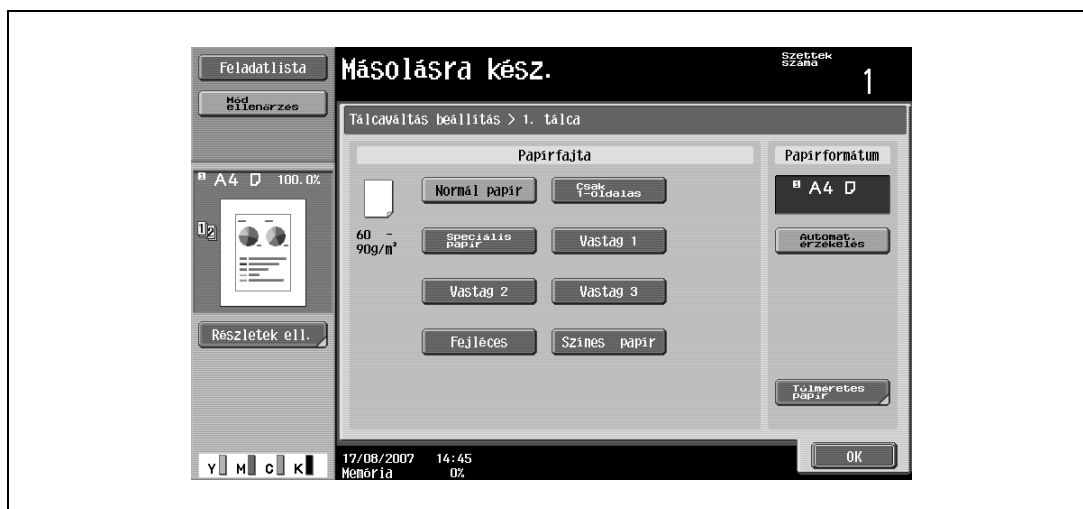 Feladatlista
Mód
ellenőrzés
A4 100.0%
1 2
Részletek ell.
Y M C K
Másolásra kész.
Szettek
száma
1
Tálcaváltás beállítás > 1. tálca
Papírfajta
60 -
90g/m²
Normál papír
Csak
1-oldalas
Speciális
papír
Vastag 1
Vastag 2
Vastag 3
Fejléces
Színes papír
Papírformátum
A4
Automat.
érzékelés
Túlméretes
papír
17/08/2007 14:45
Memória 0%
OK